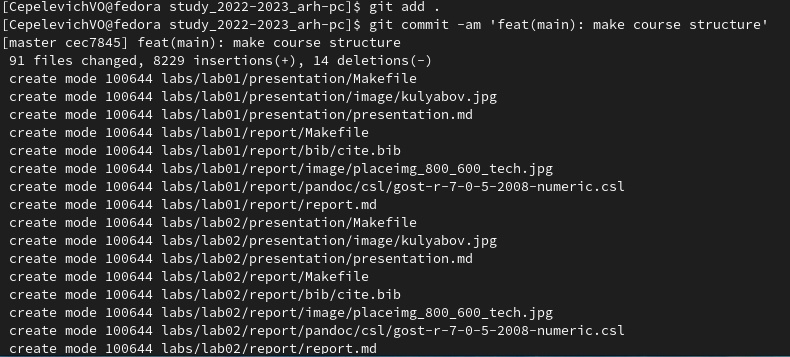 [CepelevichVO@fedora study_2022-2023_arh-pc]$ git add .
[CepelevichVO@fedora study_2022-2023_arh-pc]$ git commit -am 'feat(main): make course structure'
[master cec7845] feat(main): make course structure
 91 files changed, 8229 insertions(+), 14 deletions(-)
 create mode 100644 labs/lab01/presentation/Makefile
 create mode 100644 labs/lab01/presentation/image/kulyabov.jpg
 create mode 100644 labs/lab01/presentation/presentation.md
 create mode 100644 labs/lab01/report/Makefile
 create mode 100644 labs/lab01/report/bib/cite.bib
 create mode 100644 labs/lab01/report/image/placeimg_800_600_tech.jpg
 create mode 100644 labs/lab01/report/pandoc/csl/gost-r-7-0-5-2008-numeric.csl
 create mode 100644 labs/lab01/report/report.md
 create mode 100644 labs/lab02/presentation/Makefile
 create mode 100644 labs/lab02/presentation/image/kulyabov.jpg
 create mode 100644 labs/lab02/presentation/presentation.md
 create mode 100644 labs/lab02/report/Makefile
 create mode 100644 labs/lab02/report/bib/cite.bib
 create mode 100644 labs/lab02/report/image/placeimg_800_600_tech.jpg
 create mode 100644 labs/lab02/report/pandoc/csl/gost-r-7-0-5-2008-numeric.csl
 create mode 100644 labs/lab02/report/report.md